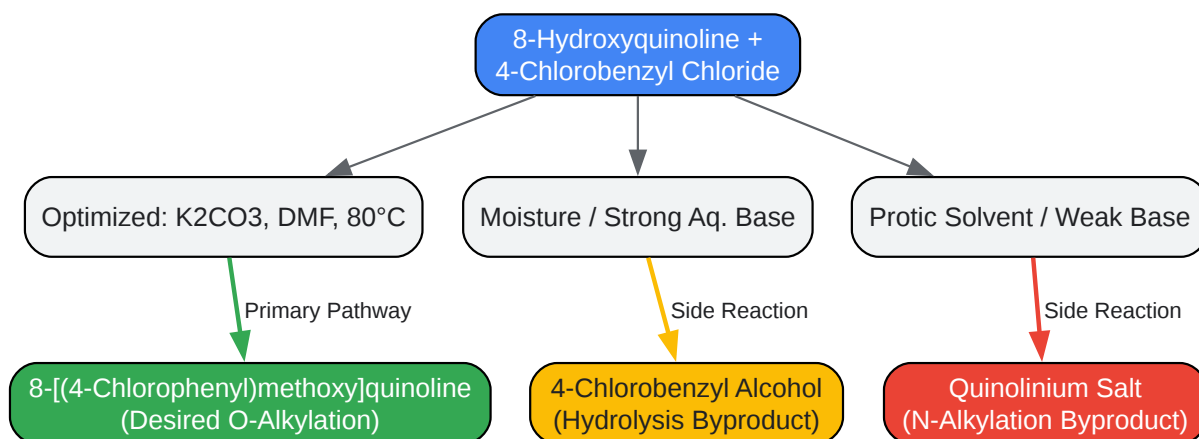 8-Hydroxyquinoline +
4-Chlorobenzyl Chloride
Optimized: K2CO3, DMF, 80°C
Moisture / Strong Aq. Base
Protic Solvent / Weak Base
Primary Pathway
Side Reaction
Side Reaction
8-[(4-Chlorophenyl)methoxy]quinoline
(Desired O-Alkylation)
4-Chlorobenzyl Alcohol
(Hydrolysis Byproduct)
Quinolinium Salt
(N-Alkylation Byproduct)